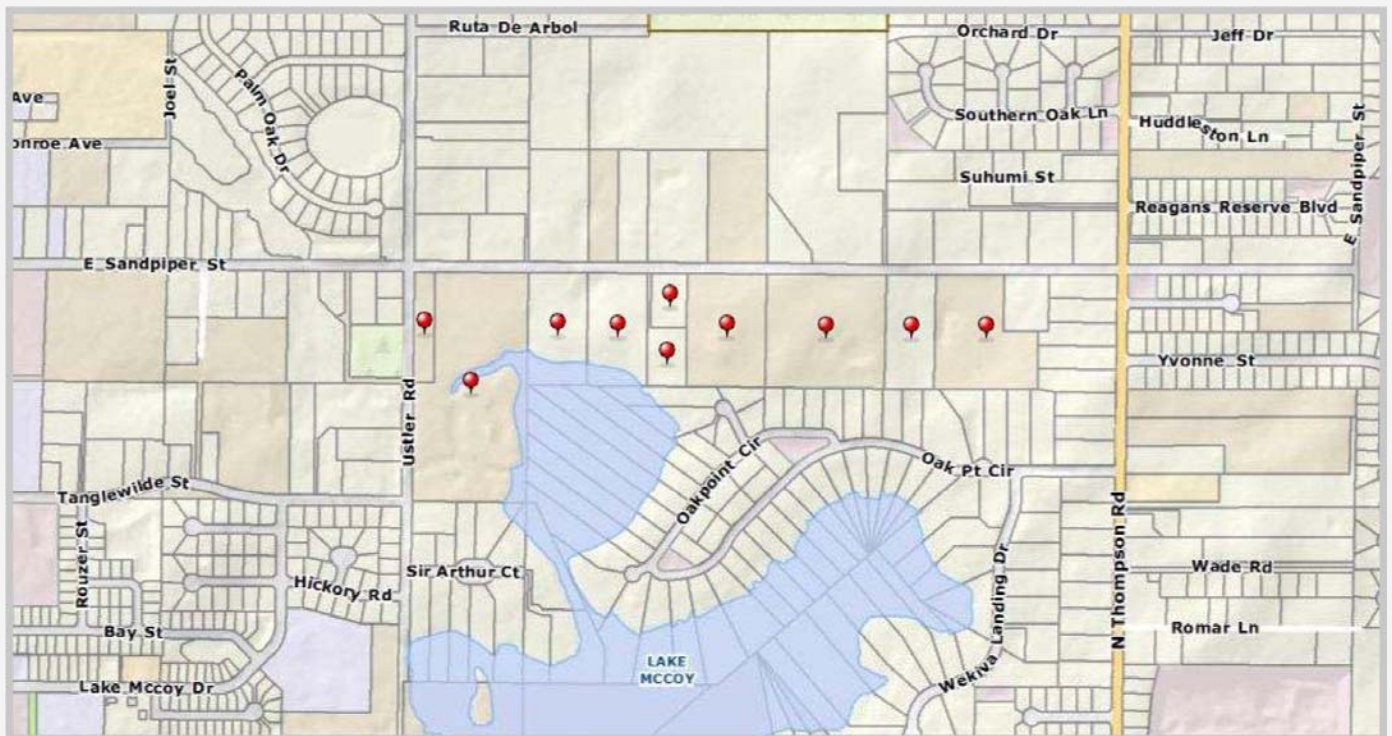 Ruta De Arbol
Orchard Dr
Jeff Dr
Joel St
Palm Oak Dr
Ave
Southern Oak Ln
Huddleston Ln
E Sandpiper St
onroe Ave
Suhumi St
Reagans Reserve Blvd
E Sandpiper St
Yvonne St
Ustler Rd
Oakpoint Cir
Oak Pt Cir
Tanglewilde St
N Thompson Rd
Rouzer St
Sir Arthur Ct
Hickory Rd
Wekiva Landing Dr
Wade Rd
Bay St
Romar Ln
LAKE
MCCOY
Lake Mccoy Dr